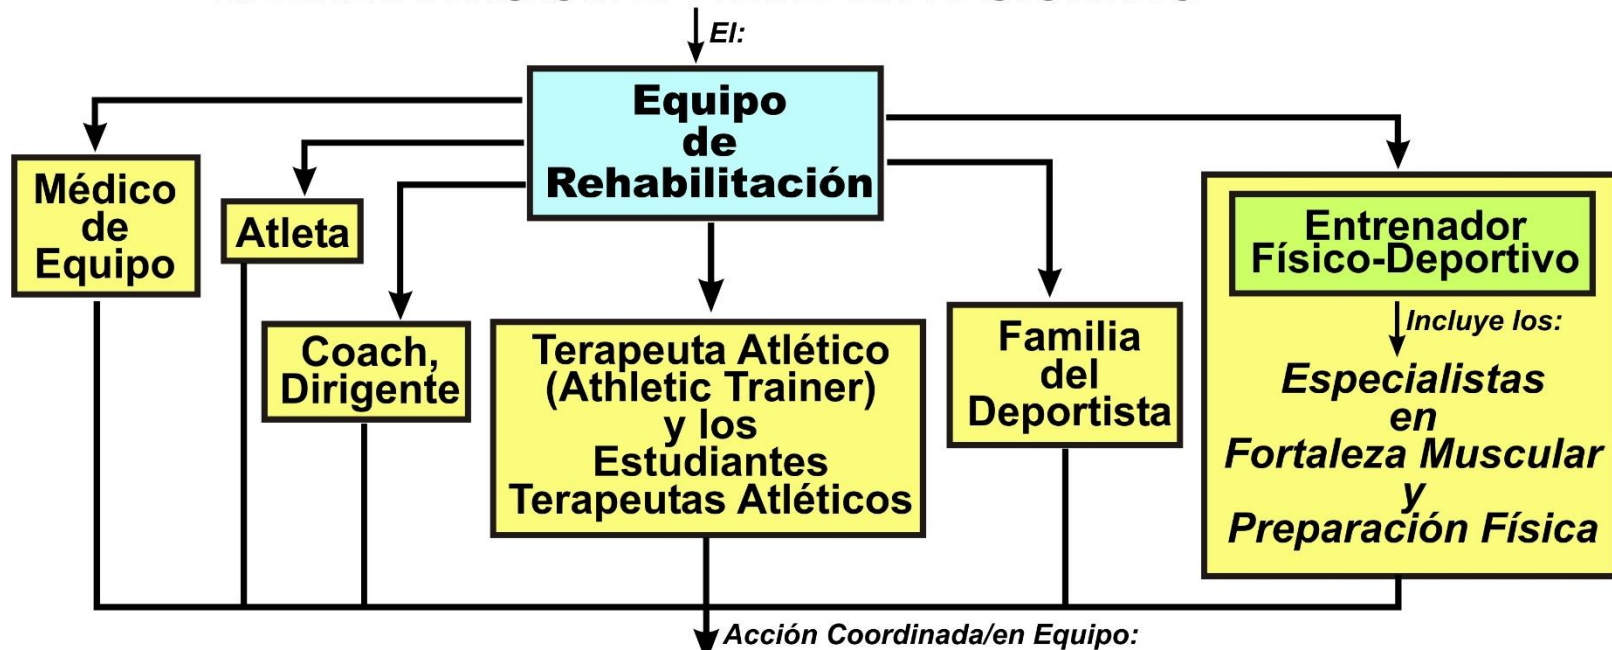 El:
Equipo
de
Rehabilitación
Médico
de
Equipo
Atleta
Coach,
Dirigente
Terapeuta Atlético
(Athletic Trainer)
y los
Estudiantes
Terapeutas Atléticos
Familia
del
Deportista
Entrenador
Físico-Deportivo
Incluye los:
Especialistas
en
Fortaleza Muscular
y
Preparación Física
Acción Coordinada/en Equipo: